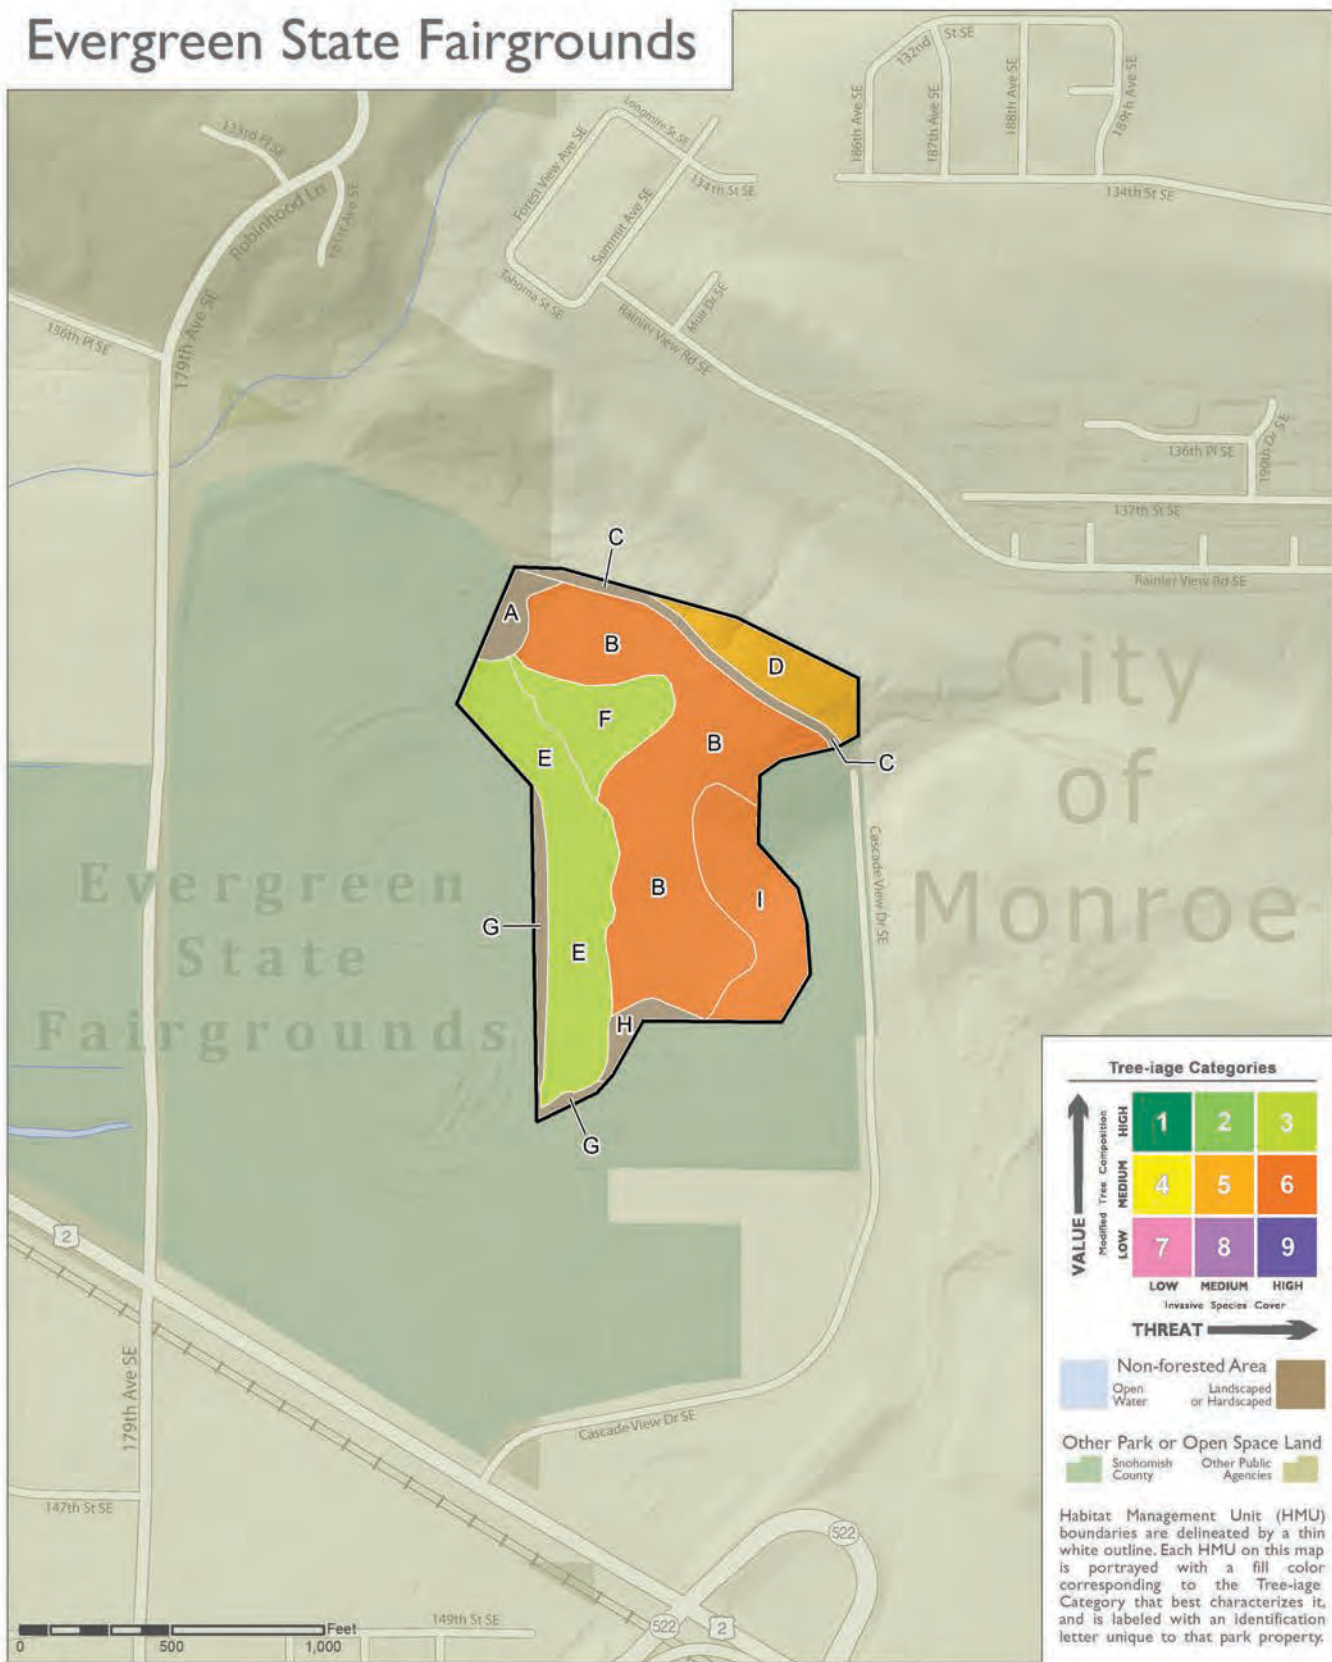 Evergreen State Fairgrounds
132nd
St SE
186th Ave SE
187th Ave SE
188th Ave SE
189th Ave SE
134th St SE
Longmire St SE
Forest View Ave SE
Summit Ave SE
134th St SE
Tahoma St SE
Muir Dr SE
Rainier View Rd SE
133rd Pl SE
Robinhood Ln
181st Ave SE
179th Ave SE
136th Pl SE
136th Pl SE
190th Dr SE
137th St SE
Rainier View Rd SE
C
A
B
D
F
B
E
C
B
I
G
E
H
G
City
of
Monroe
Cascade View Dr SE
Evergreen
State
Fairgrounds
2
179th Ave SE
Cascade View Dr SE
147th St SE
149th St SE
522
522
2
Feet
0
500
1,000
Tree-iage Categories
VALUE
Modified Tree Composition
HIGH
MEDIUM
LOW
1 2 3
4 5 6
7 8 9
LOW MEDIUM HIGH
Invasive Species Cover
THREAT
Non-forested Area
Open
Water
Landscaped
or Hardscaped
Other Park or Open Space Land
Snohomish
County
Other Public
Agencies
Habitat Management Unit (HMU)
boundaries are delineated by a thin
white outline. Each HMU on this map
is portrayed with a fill color
corresponding to the Tree-iage
Category that best characterizes it,
and is labeled with an identification
letter unique to that park property.